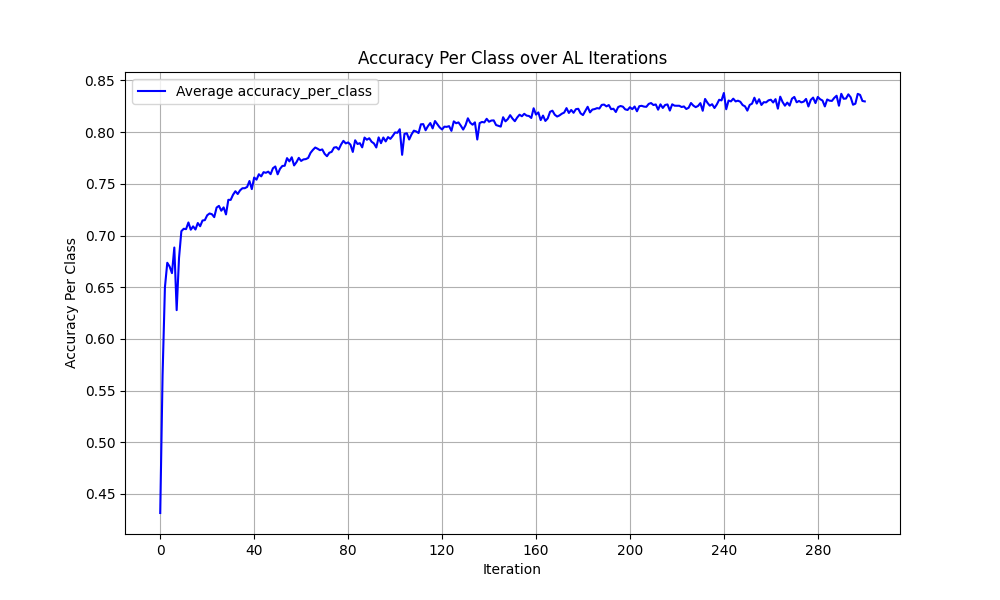 Accuracy Per Class over AL Iterations
Average accuracy_per_class
Accuracy Per Class
0.85
0.80
0.75
0.70
0.65
0.60
0.55
0.50
0.45
0 40 80 120 160 200 240 280
Iteration